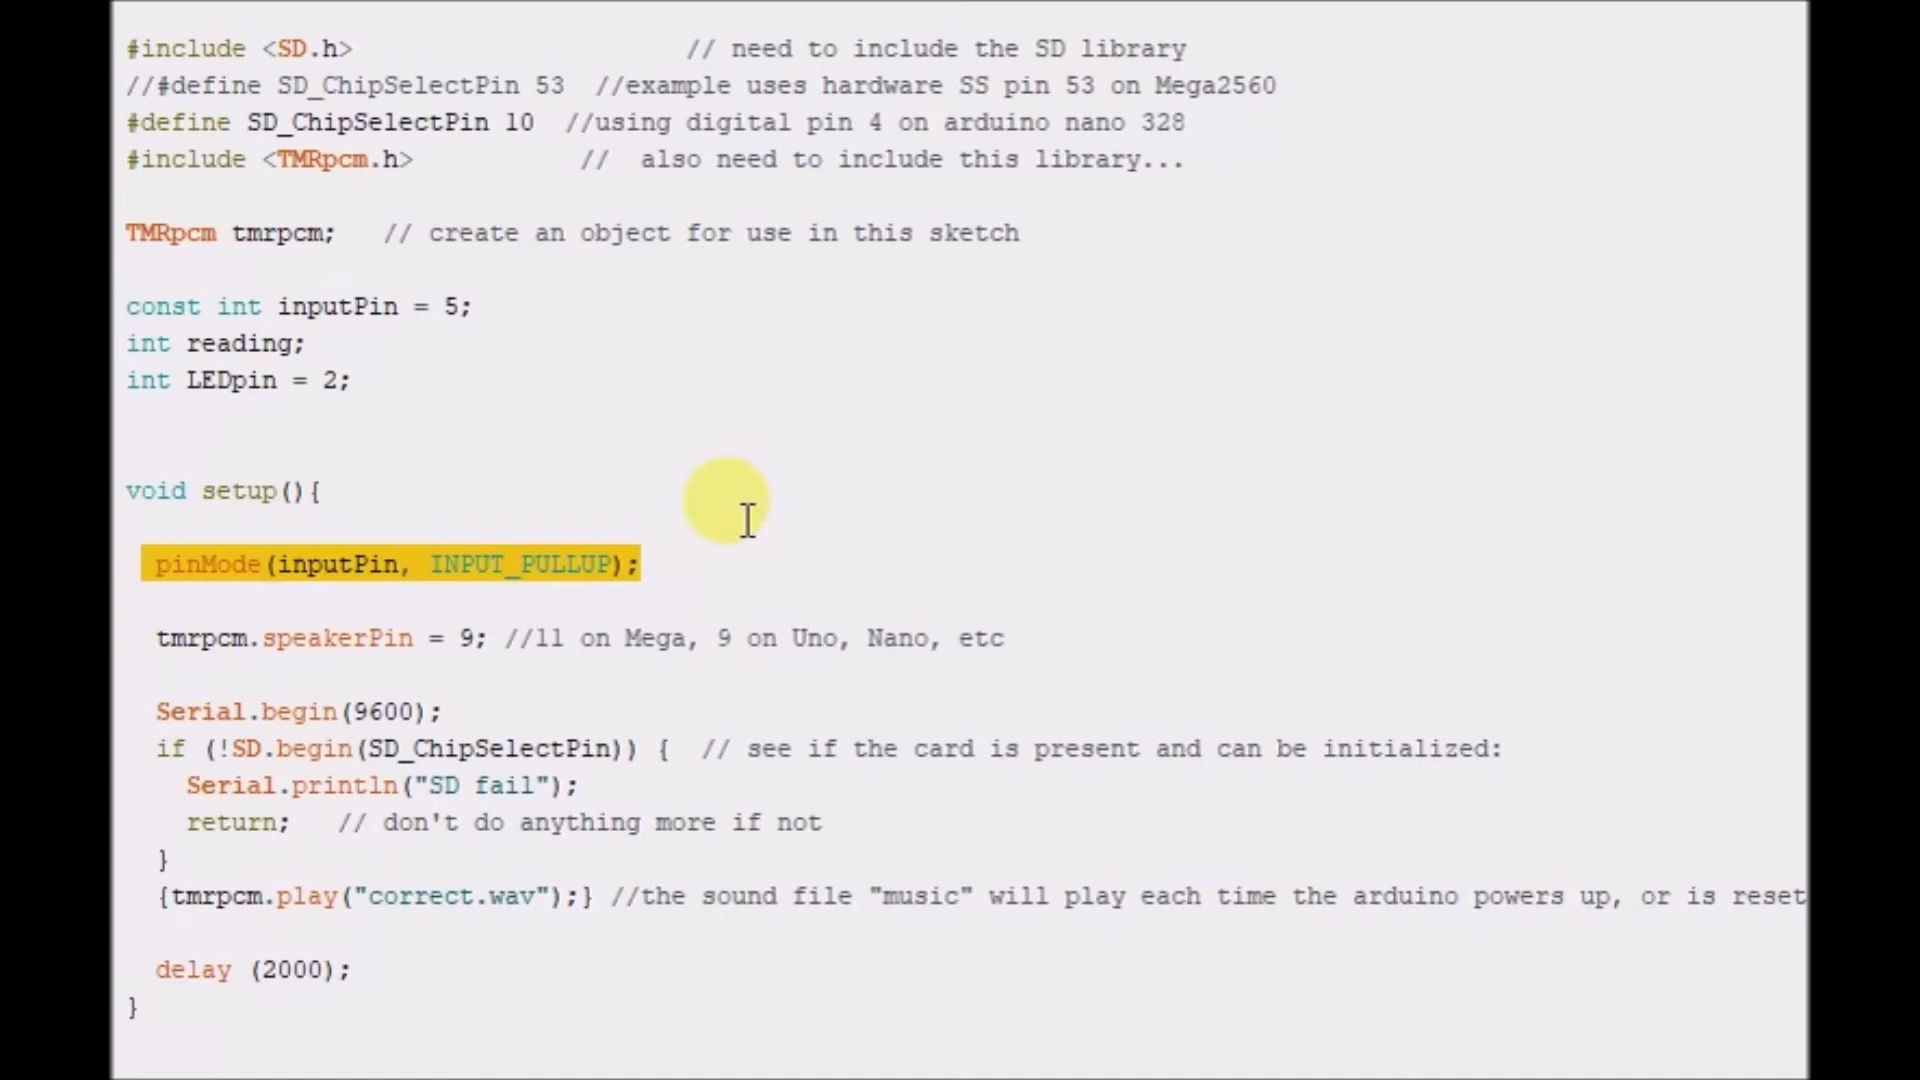 #include <SD.h>                      // need to include the SD library
//#define SD_ChipSelectPin 53  //example uses hardware SS pin 53 on Mega2560
#define SD_ChipSelectPin 10  //using digital pin 4 on arduino nano 328
#include <TMRpcm.h>           //  also need to include this library...
TMRpcm tmrpcm;   // create an object for use in this sketch
const int inputPin = 5;
int reading;
int LEDpin = 2;
void setup(){
pinMode(inputPin, INPUT_PULLUP);
tmrpcm.speakerPin = 9; //11 on Mega, 9 on Uno, Nano, etc
Serial.begin(9600);
if (!SD.begin(SD_ChipSelectPin)) {  // see if the card is present and can be initialized:
Serial.println("SD fail");
return;   // don't do anything more if not
}
{tmrpcm.play("correct.wav");} //the sound file "music" will play each time the arduino powers up, or is reset
delay (2000);
}